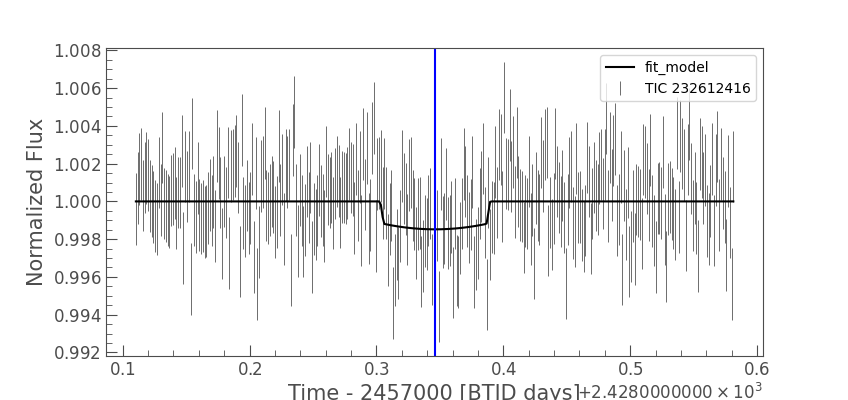 1.008
1.006
1.004
1.002
1.000
0.998
0.996
0.994
0.992
Normalized Flux
fit_model
TIC 232612416
0.1 0.2 0.3 0.4 0.5 0.6
Time - 2457000 [BTJD days]
+2.4280000000 × 10³